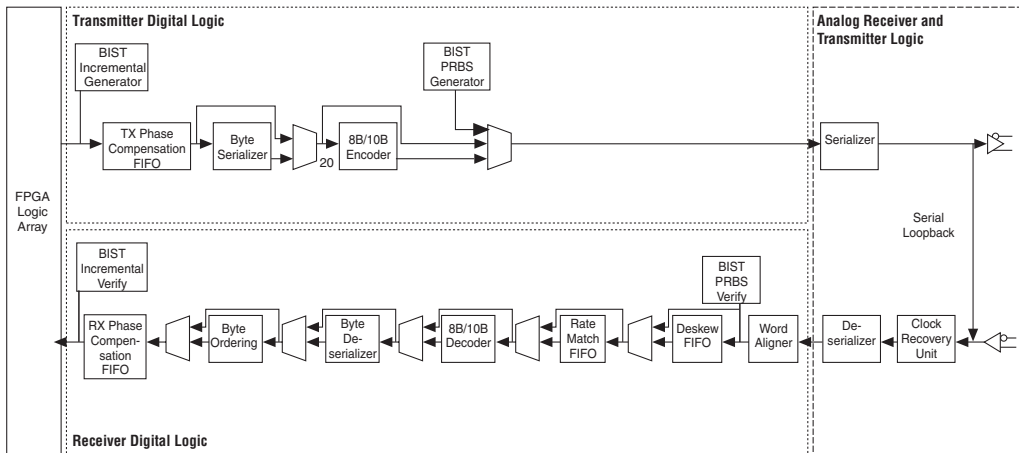 Transmitter Digital Logic
Analog Receiver and
Transmitter Logic
BIST
Incremental
Generator
BIST
PRBS
Generator
TX Phase
Compensation
FIFO
Byte
Serializer
20
8B/10B
Encoder
Serializer
FPGA
Logic
Array
Serial
Loopback
BIST
Incremental
Verify
BIST
PRBS
Verify
RX Phase
Compen-
sation
FIFO
Byte
Ordering
Byte
De-
serializer
8B/10B
Decoder
Rate
Match
FIFO
Deskew
FIFO
Word
Aligner
De-
serializer
Clock
Recovery
Unit
Receiver Digital Logic